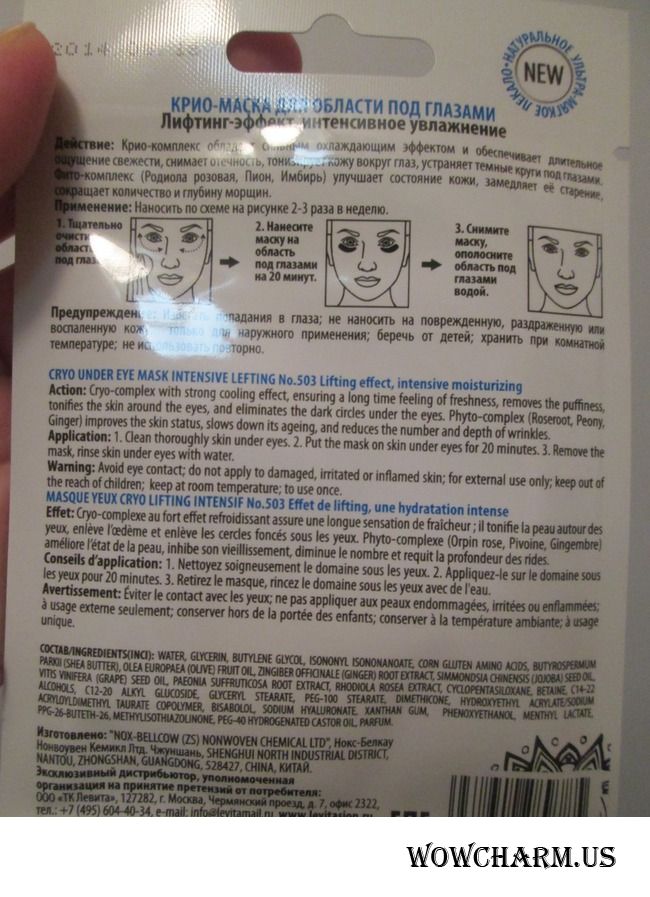 2014
НАТУРАЛЬНОЕ УЛЬТРА-МЯГКОЕ ЛЕКАЛО
NEW
КРИО-МАСКА ДЛЯ ОБЛАСТИ ПОД ГЛАЗАМИ
Лифтинг-эффект, интенсивное увлажнение
Действие: Крио-комплекс обладает сильным охлаждающим эффектом и обеспечивает длительное
ощущение свежести, снимает отечность, тонизирует кожу вокруг глаз, устраняет темные круги под глазами.
Фито-комплекс (Родиола розовая, Пион, Имбирь) улучшает состояние кожи, замедляет её старение,
сокращает количество и глубину морщин.
Применение: Наносить по схеме на рисунке 2-3 раза в неделю.
1. Тщательно
очисти
область
под глаз
2. Нанесите
маску на
область
под глазами
на 20 минут.
3. Снимите
маску,
ополосните
область под
глазами
водой.
Предупреждение: Избегать попадания в глаза; не наносить на поврежденную, раздраженную или
воспаленную кожу; только для наружного применения; беречь от детей; хранить при комнатной
температуре; не использовать повторно.
CRYO UNDER EYE MASK INTENSIVE LEFTING No.503 Lifting effect, intensive moisturizing
Action: Cryo-complex with strong cooling effect, ensuring a long time feeling of freshness, removes the puffiness,
tonifies the skin around the eyes, and eliminates the dark circles under the eyes. Phyto-complex (Roseroot, Peony,
Ginger) improves the skin status, slows down its ageing, and reduces the number and depth of wrinkles.
Application: 1. Clean thoroughly skin under eyes. 2. Put the mask on skin under eyes for 20 minutes. 3. Remove the
mask, rinse skin under eyes with water.
Warning: Avoid eye contact; do not apply to damaged, irritated or inflamed skin; for external use only; keep out of
the reach of children; keep at room temperature; to use once.
MASQUE YEUX CRYO LIFTING INTENSIF No.503 Effet de lifting, une hydratation intense
Effet: Cryo-complexe au fort effet refroidissant assure une longue sensation de fraîcheur ; il tonifie la peau autour des
yeux, enlève l'œdème et enlève les cercles foncés sous les yeux. Phyto-complexe (Orpin rose, Pivoine, Gingembre)
améliore l'état de la peau, inhibe son vieillissement, diminue le nombre et requit la profondeur des rides.
Conseils d'application: 1. Nettoyez soigneusement le domaine sous les yeux. 2. Appliquez-le sur le domaine sous
les yeux pour 20 minutes. 3. Retirez le masque, rincez le domaine sous les yeux avec de l'eau.
Avertissement: Éviter le contact avec les yeux; ne pas appliquer aux peaux endommagées, irritées ou enflammées;
à usage externe seulement; conserver hors de la portée des enfants; conserver à la température ambiante; à usage
unique.
СОСТАВ/INGREDIENTS(INCI): WATER, GLYCERIN, BUTYLENE GLYCOL, ISONONYL ISONONANOATE, CORN GLUTEN AMINO ACIDS, BUTYROSPERMUM
PARKII (SHEA BUTTER), OLEA EUROPAEA (OLIVE) FRUIT OIL, ZINGIBER OFFICINALE (GINGER) ROOT EXTRACT, SIMMONDSIA CHINENSIS (JOJOBA) SEED OIL,
VITIS VINIFERA (GRAPE) SEED OIL, PAEONIA SUFFRUTICOSA ROOT EXTRACT, RHODIOLA ROSEA EXTRACT, CYCLOPENTASILOXANE, BETAINE, C14-22
ALCOHOLS, C12-20 ALKYL GLUCOSIDE, GLYCERYL STEARATE, PEG-100 STEARATE, DIMETHICONE, HYDROXYETHYL ACRYLATE/SODIUM
ACRYLOYLDIMETHYL TAURATE COPOLYMER, BISABOLOL, SODIUM HYALURONATE, XANTHAN GUM, PHENOXYETHANOL, MENTHYL LACTATE,
PPG-26-BUTETH-26, METHYLISOTHIAZOLINONE, PEG-40 HYDROGENATED CASTOR OIL, PARFUM.
Изготовлено: "NOX-BELLCOW (ZS) NONWOVEN CHEMICAL LTD", Нокс-Белкау
Нонвоувен Кемикл Лтд. Чжуншань, SHENGHUI NORTH INDUSTRIAL DISTRICT,
NANTOU, ZHONGSHAN, GUANGDONG, 528427, CHINA, КИТАЙ.
Эксклюзивный дистрибьютор, уполномоченная
организация на принятие претензий от потребителя:
ООО «ТК Левита», 127282, г. Москва, Чермянский проезд, д. 7, офис 2322,
тел.: +7 (495) 604-40-34, e-mail: info@levitamail.ru www.levitasion.ru
WOWCHARM.US